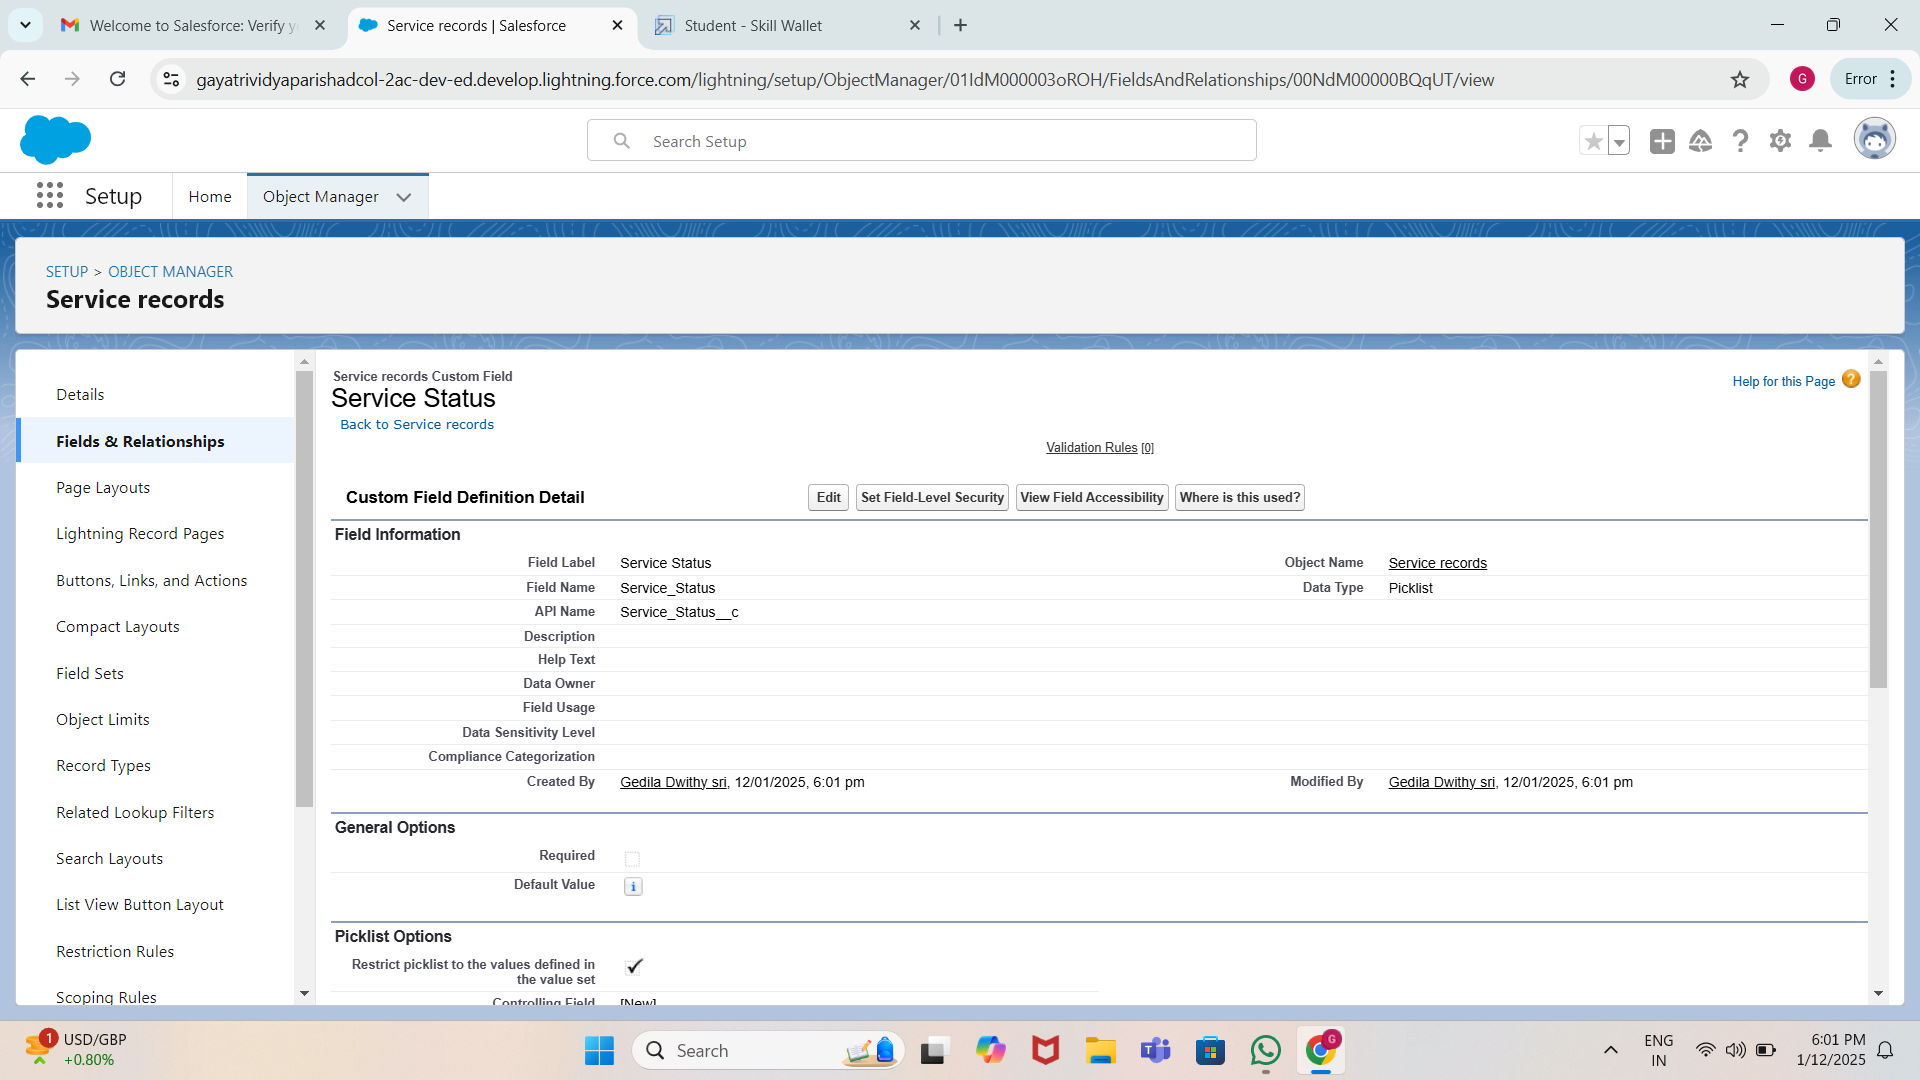 Welcome to Salesforce: Verify y
Service records | Salesforce
Student - Skill Wallet
gayatrividyaparishadcol-2ac-dev-ed.develop.lightning.force.com/lightning/setup/ObjectManager/01IdM000003oROH/FieldsAndRelationships/00NdM00000BQqUT/view
G
Error
Search Setup
Setup
Home
Object Manager
SETUP > OBJECT MANAGER
Service records
Details
Fields & Relationships
Page Layouts
Lightning Record Pages
Buttons, Links, and Actions
Compact Layouts
Field Sets
Object Limits
Record Types
Related Lookup Filters
Search Layouts
List View Button Layout
Restriction Rules
Scoping Rules
Service records Custom Field
Service Status
Back to Service records
Help for this Page
Validation Rules [0]
Custom Field Definition Detail
Edit
Set Field-Level Security
View Field Accessibility
Where is this used?
Field Information
Field Label Service Status
Object Name Service records
Field Name Service_Status
Data Type Picklist
API Name Service_Status__c
Description
Help Text
Data Owner
Field Usage
Data Sensitivity Level
Compliance Categorization
Created By Gedila Dwithy sri, 12/01/2025, 6:01 pm
Modified By Gedila Dwithy sri, 12/01/2025, 6:01 pm
General Options
Required
Default Value
Picklist Options
Restrict picklist to the values defined in
the value set
Controlling Field [New]
1
USD/GBP
+0.80%
Search
G
ENG
IN
6:01 PM
1/12/2025